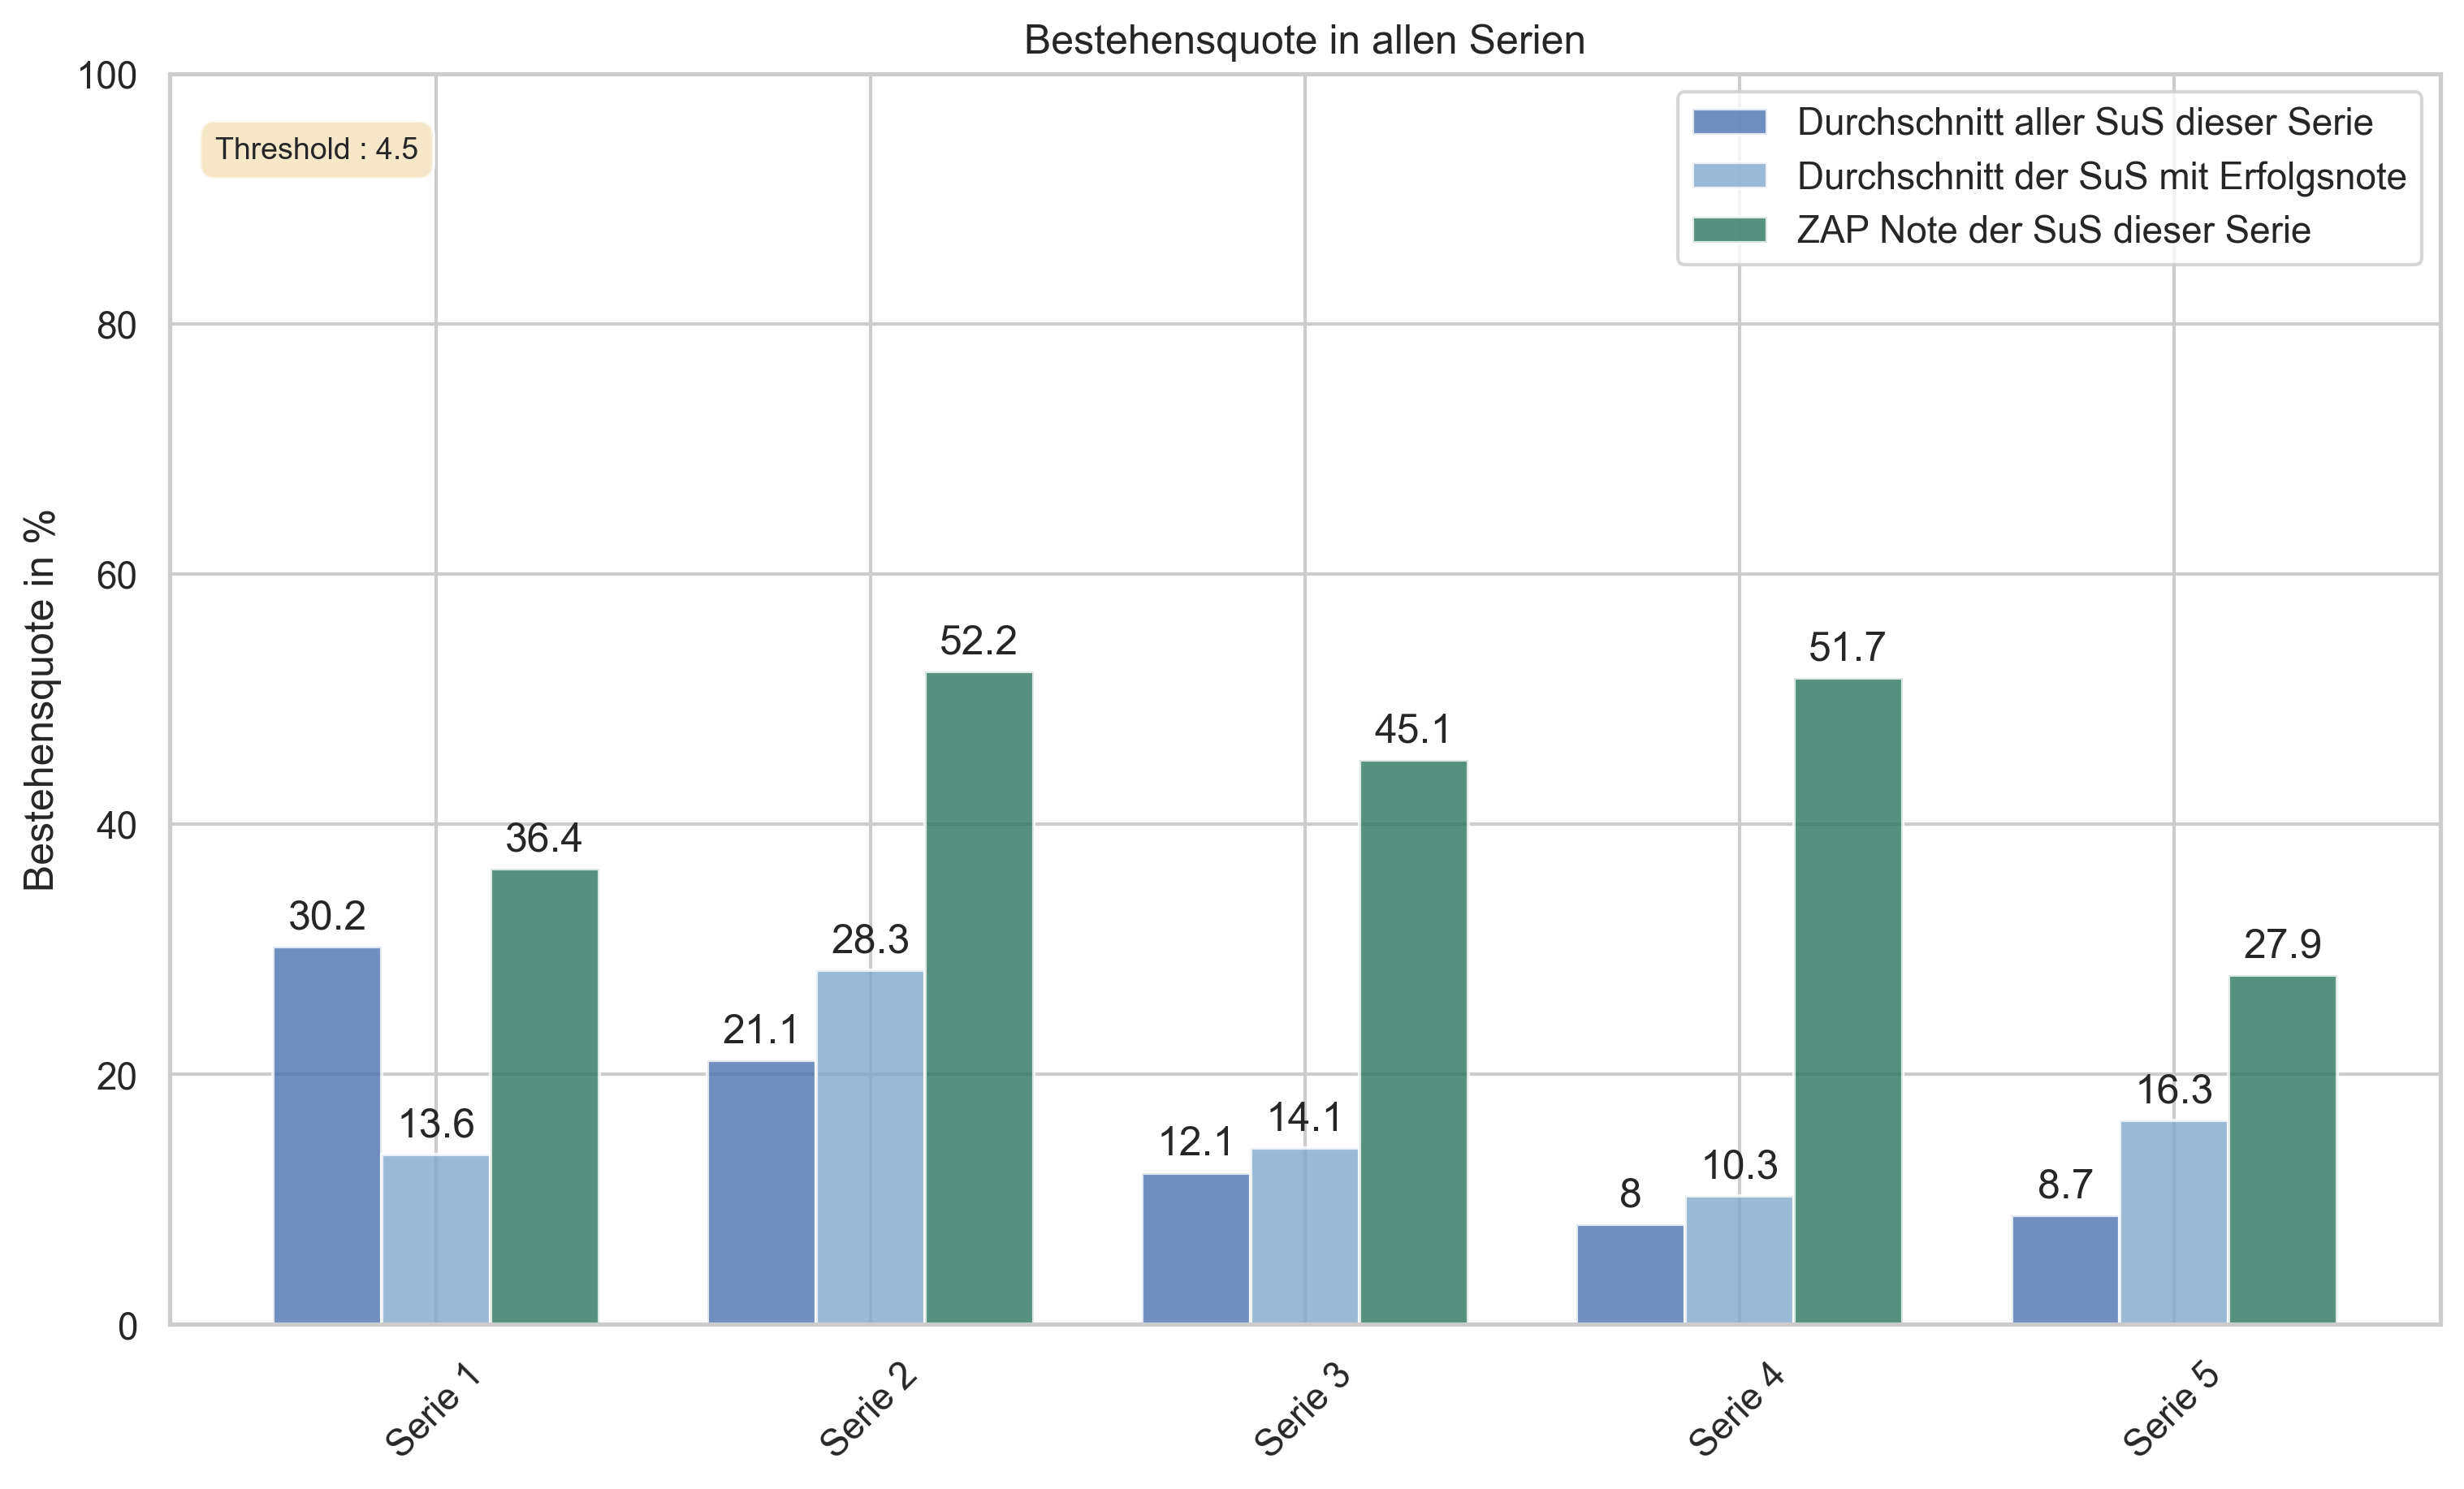 Bestehensquote in allen Serien
Bestehensquote in %
100
80
60
40
20
0
Threshold : 4.5
Durchschnitt aller SuS dieser Serie
Durchschnitt der SuS mit Erfolgsnote
ZAP Note der SuS dieser Serie
30.2
13.6
36.4
21.1
28.3
52.2
12.1
14.1
45.1
8
10.3
51.7
8.7
16.3
27.9
Serie 1
Serie 2
Serie 3
Serie 4
Serie 5